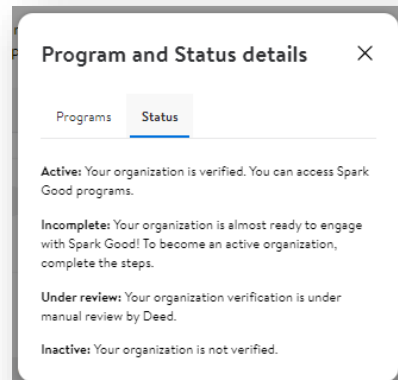 Program and Status details
Programs
Status
Active: Your organization is verified. You can access Spark
Good programs.
Incomplete: Your organization is almost ready to engage
with Spark Good! To become an active organization,
complete the steps.
Under review: Your organization verification is under
manual review by Deed.
Inactive: Your organization is not verified.